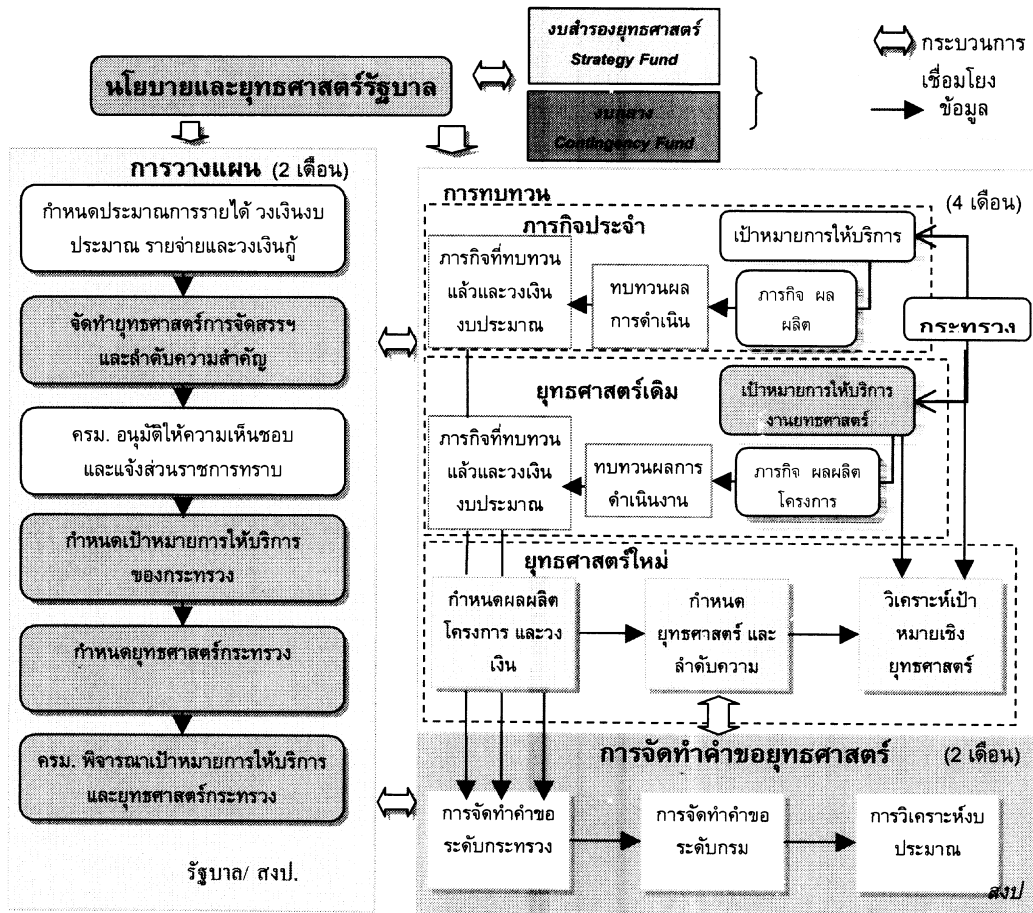 งบสำรองยุทธศาสตร์
Strategy Fund
กระบวนการ
เชื่อมโยง
ข้อมูล
นโยบายและยุทธศาสตร์รัฐบาล
งบกลาง
Contingency Fund
การวางแผน (2 เดือน)
กำหนดประมาณการรายได้ วงเงินงบ
ประมาณ รายจ่ายและวงเงินกู้
จัดทำยุทธศาสตร์การจัดสรรฯ
และลำดับความสำคัญ
ครม. อนุมัติให้ความเห็นชอบ
และแจ้งส่วนราชการทราบ
กำหนดเป้าหมายการให้บริการ
ของกระทรวง
กำหนดยุทธศาสตร์กระทรวง
ครม. พิจารณาเป้าหมายการให้บริการ
และยุทธศาสตร์กระทรวง
รัฐบาล/ สงป.
การทบทวน
(4 เดือน)
ภารกิจประจำ
เป้าหมายการให้บริการ
ภารกิจที่ทบทวน
แล้วและวงเงิน
งบประมาณ
ทบทวนผล
การดำเนิน
ภารกิจ ผล
ผลิต
กระทรวง
ยุทธศาสตร์เดิม
เป้าหมายการให้บริการ
งานยุทธศาสตร์
ภารกิจที่ทบทวน
แล้วและวงเงิน
งบประมาณ
ทบทวนผลการ
ดำเนินงาน
ภารกิจ ผลผลิต
โครงการ
ยุทธศาสตร์ใหม่
กำหนดผลผลิต
โครงการ และวง
เงิน
กำหนด
ยุทธศาสตร์ และ
ลำดับความ
วิเคราะห์เป้า
หมายเชิง
ยุทธศาสตร์
การจัดทำคำขอยุทธศาสตร์
(2 เดือน)
การจัดทำคำขอ
ระดับกระทรวง
การจัดทำคำขอ
ระดับกรม
การวิเคราะห์งบ
ประมาณ
สงป